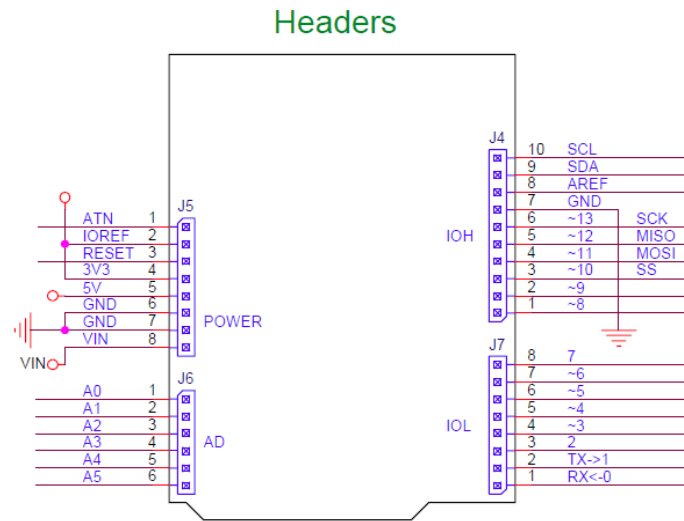 Headers
J5
ATN 1
IOREF 2
RESET 3
3V3 4
5V 5
GND 6
GND 7
VIN 8
POWER
VIN
J6
A0 1
A1 2
A2 3
A3 4
A4 5
A5 6
AD
J4
10 SCL
9 SDA
8 AREF
7 GND
6 ~13 SCK
5 ~12 MISO
4 ~11 MOSI
3 ~10 SS
2 ~9
1 ~8
IOH
J7
8 7
7 ~6
6 ~5
5 ~4
4 ~3
3 2
2 TX->1
1 RX<-0
IOL